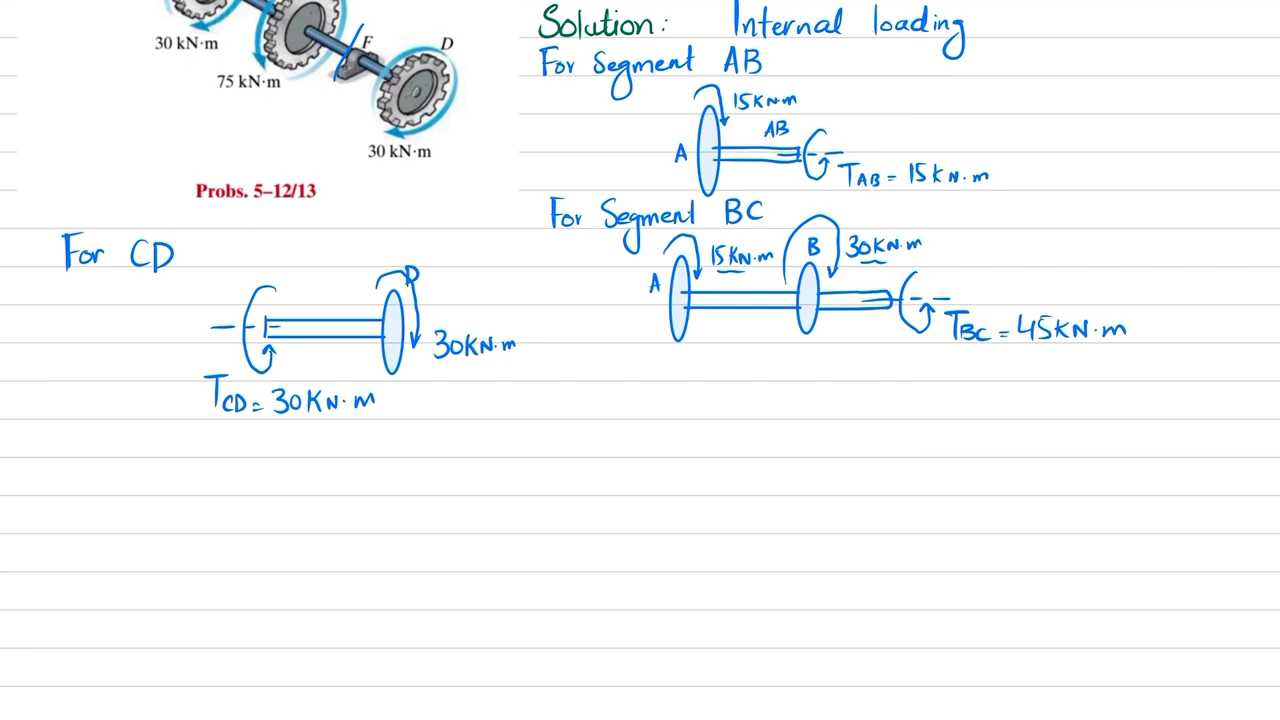 30 kN·m
75 kN·m
F
D
30 kN·m
Probs. 5–12/13
Solution: Internal loading
For Segment AB
15KN·m
AB
A
TAB = 15KN·m
For Segment BC
15KN·m
B
30KN·m
A
TBC = 45KN·m
For CD
D
30KN·m
TCD = 30KN·m